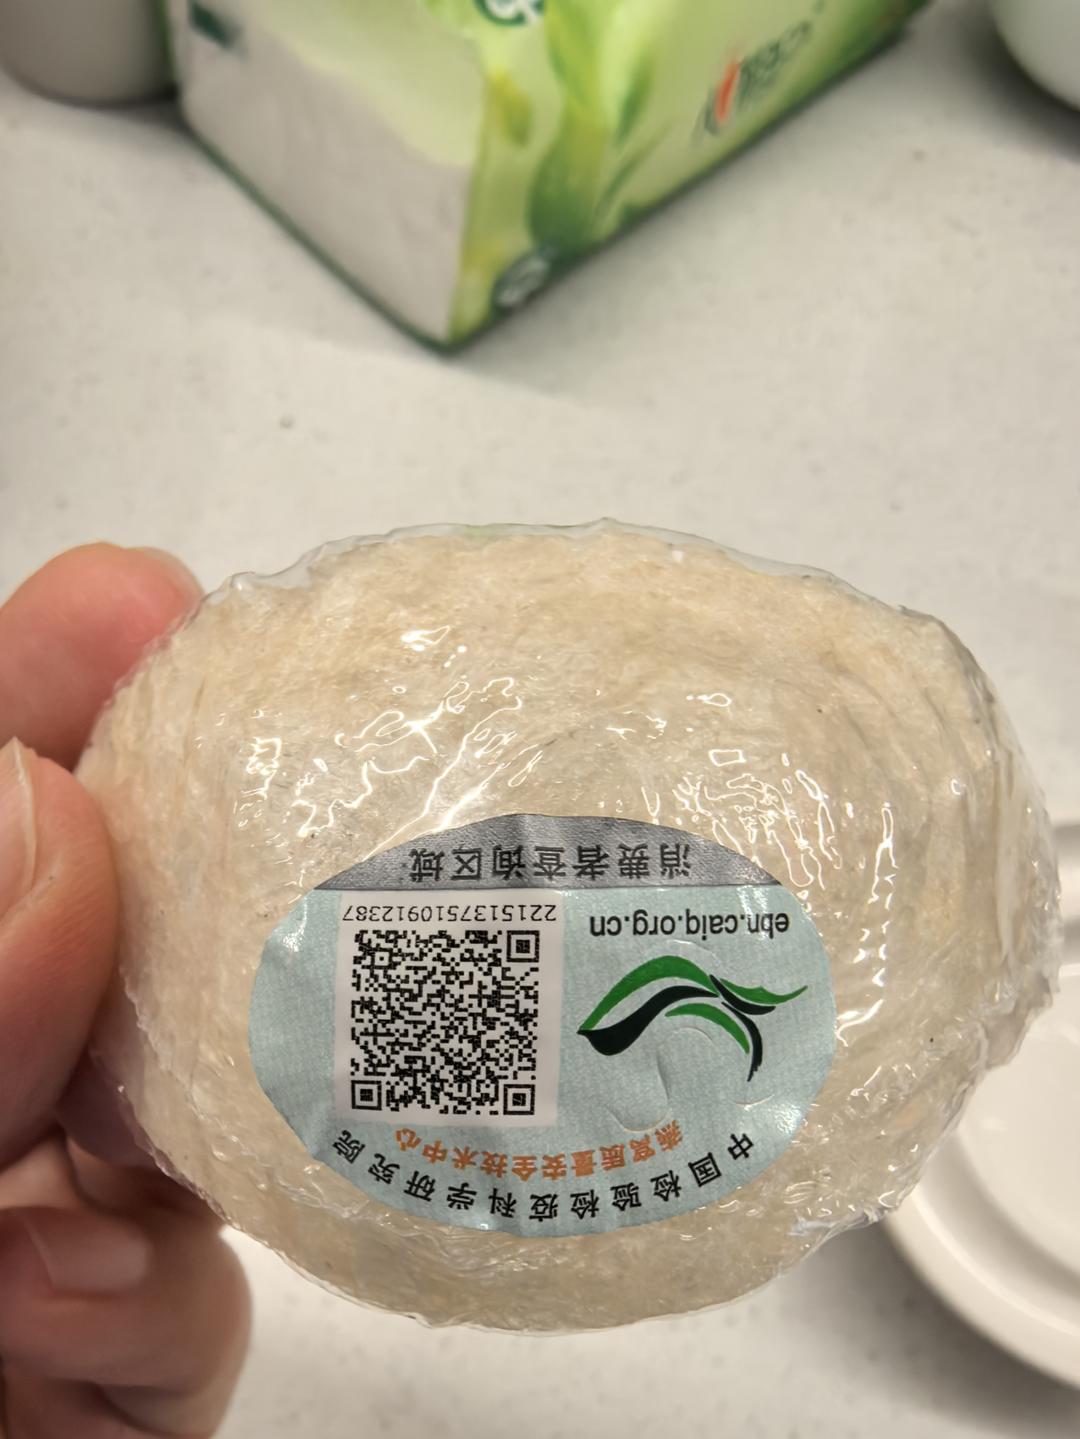 中国检验检疫科学研究院
燕窝质量安全技术中心
ebn.caiq.org.cn
2215137510912387
消费者查询区域